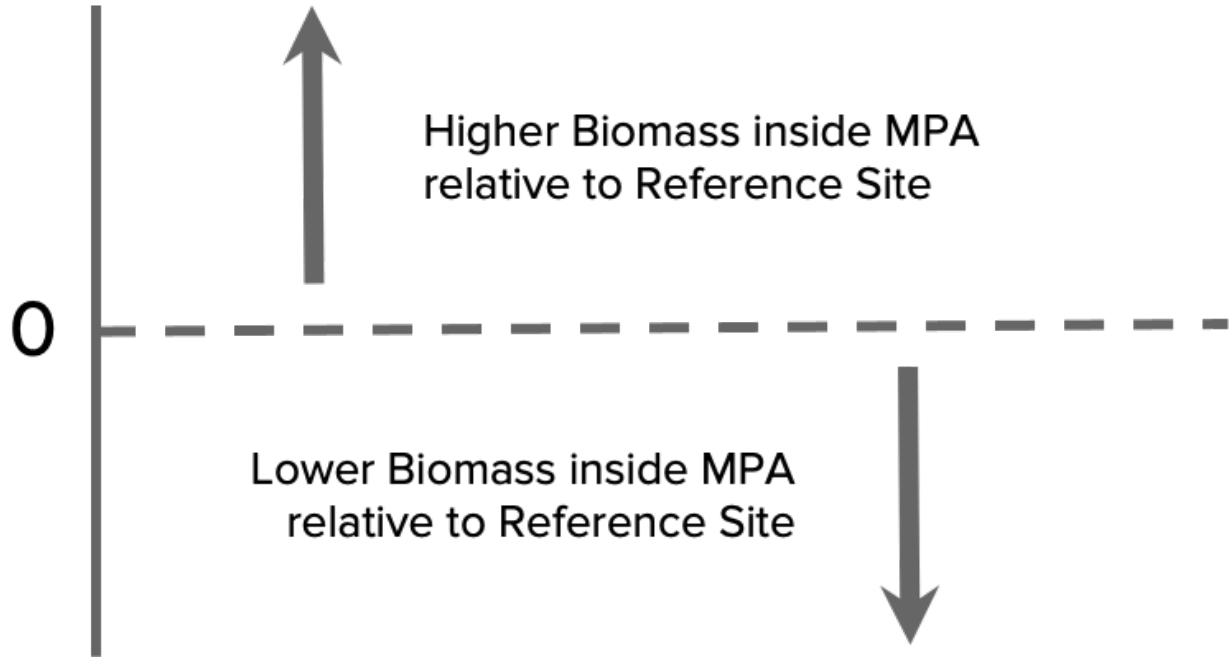 Higher Biomass inside MPA
relative to Reference Site
0
Lower Biomass inside MPA
relative to Reference Site